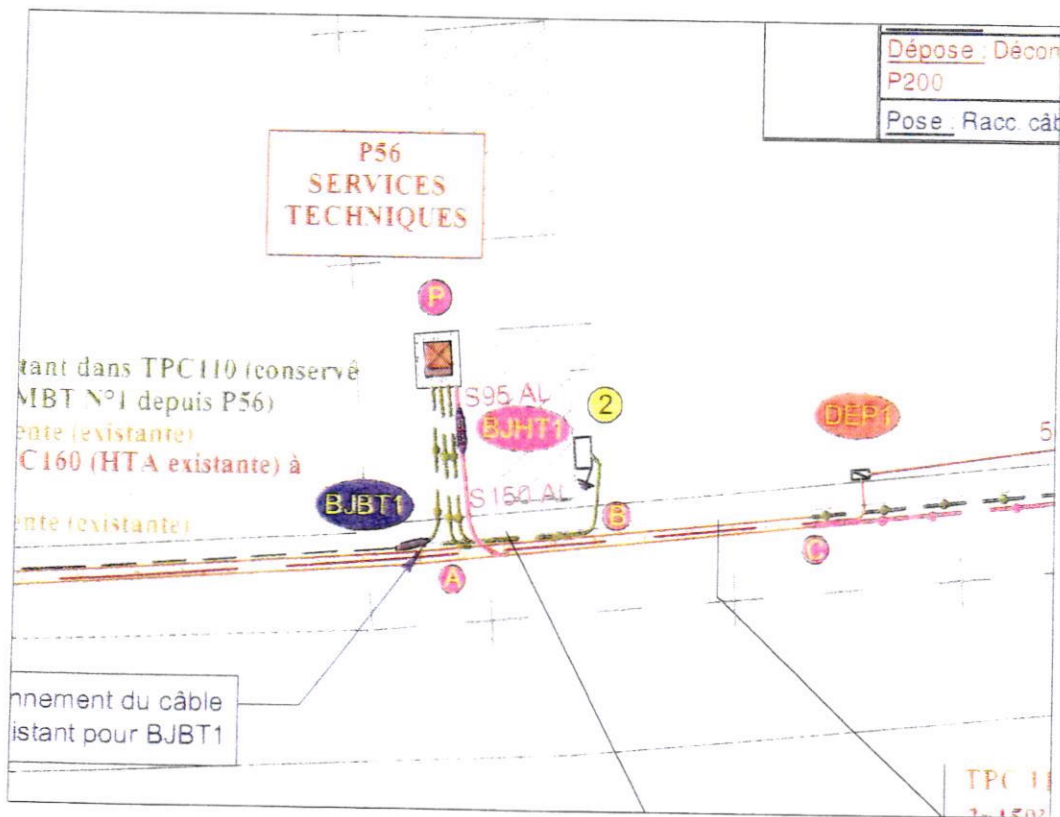 Dépose : Décon
P200
Pose : Racc. câb
P56
SERVICES
TECHNIQUES
P
tant dans TPC110 (conservé
MBT N°1 depuis P56)
ente (existante)
C160 (HTA existante) à
ente (existante)
S95 AL
BJHT1
2
DEP1
5
S150 AL
BJBT1
B
C
A
nnement du câble
istant pour BJBT1
TPC 11